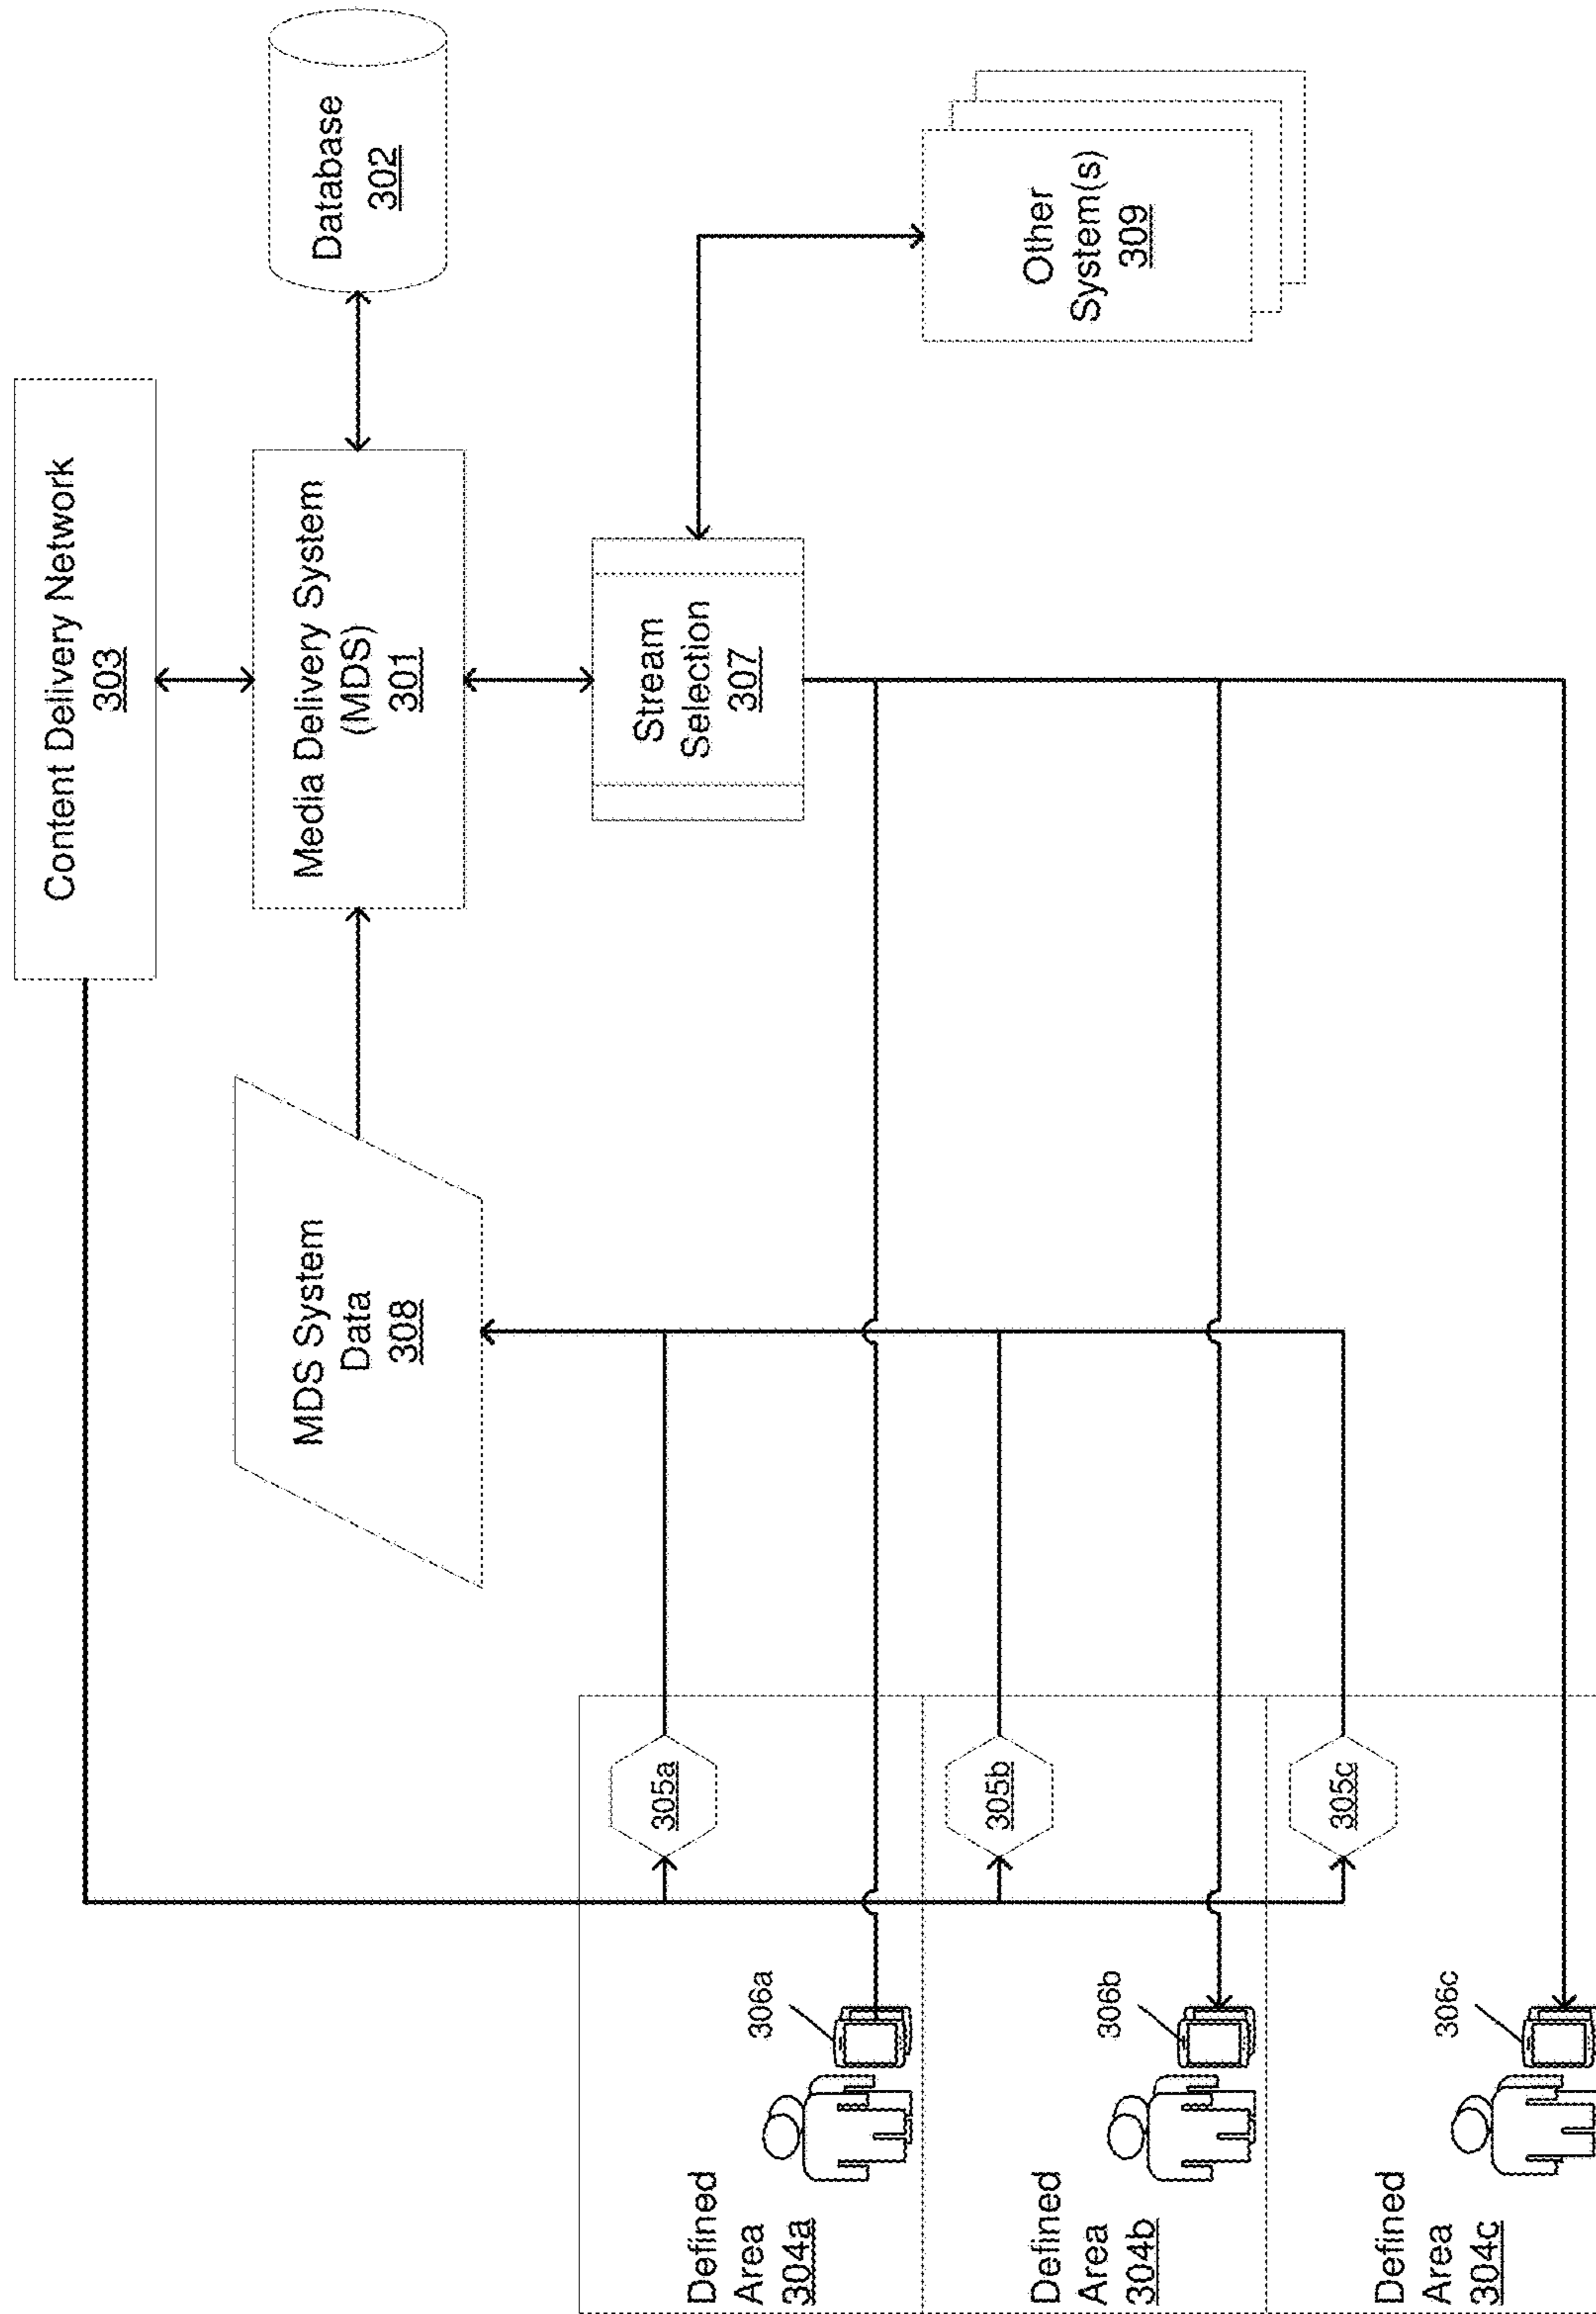 Content Delivery Network
303
Media Delivery System
(MDS)
301
Database
302
MDS System
Data
308
Stream
Selection
307
Other
System(s)
309
Defined
Area
304a
306a
305a
Defined
Area
304b
306b
305b
Defined
Area
304c
306c
305c